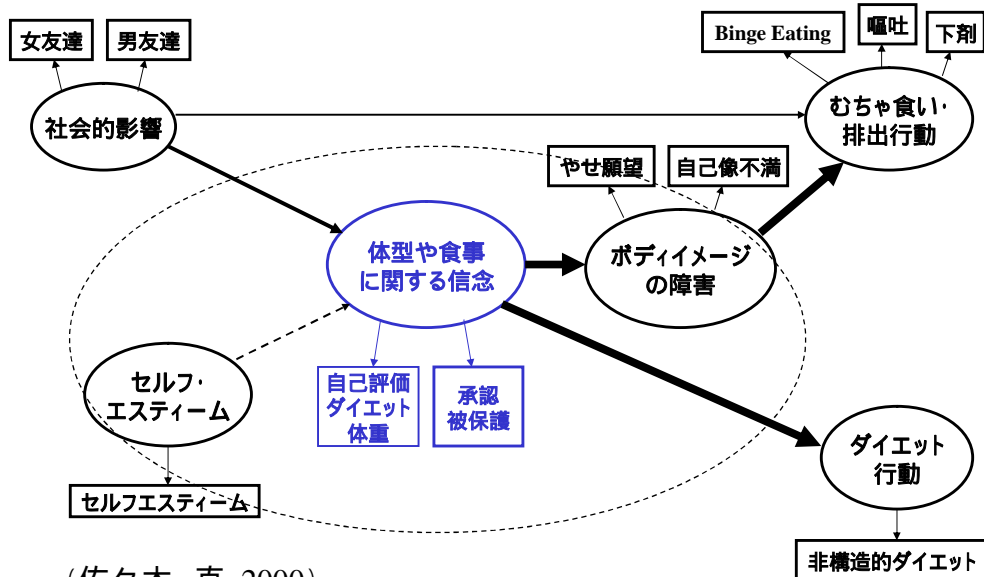 女友達
男友達
Binge Eating
嘔吐
下剤
社会的影響
むちゃ食い・
排出行動
やせ願望
自己像不満
体型や食事
に関する信念
ボディイメージ
の障害
セルフ・
エスティーム
自己評価
ダイエット
体重
承認
被保護
ダイエット
行動
セルフエスティーム
非構造的ダイエット